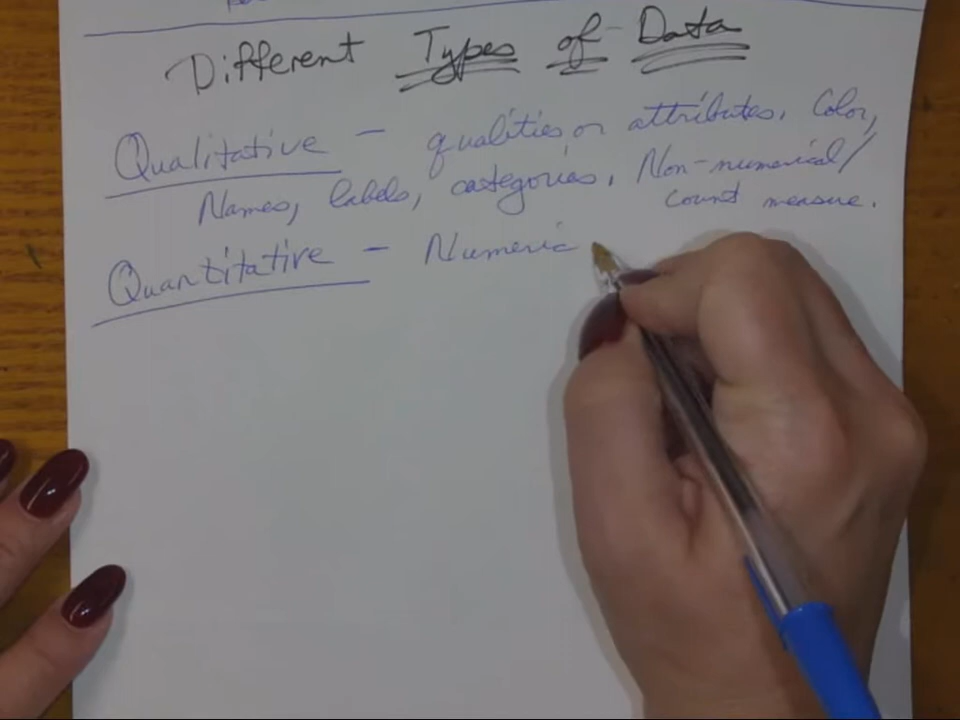 Different Types of Data
Qualitative - qualities or attributes, Color,
Names, labels, categories, Non-numerical/
count measure.
Quantitative - Numeric